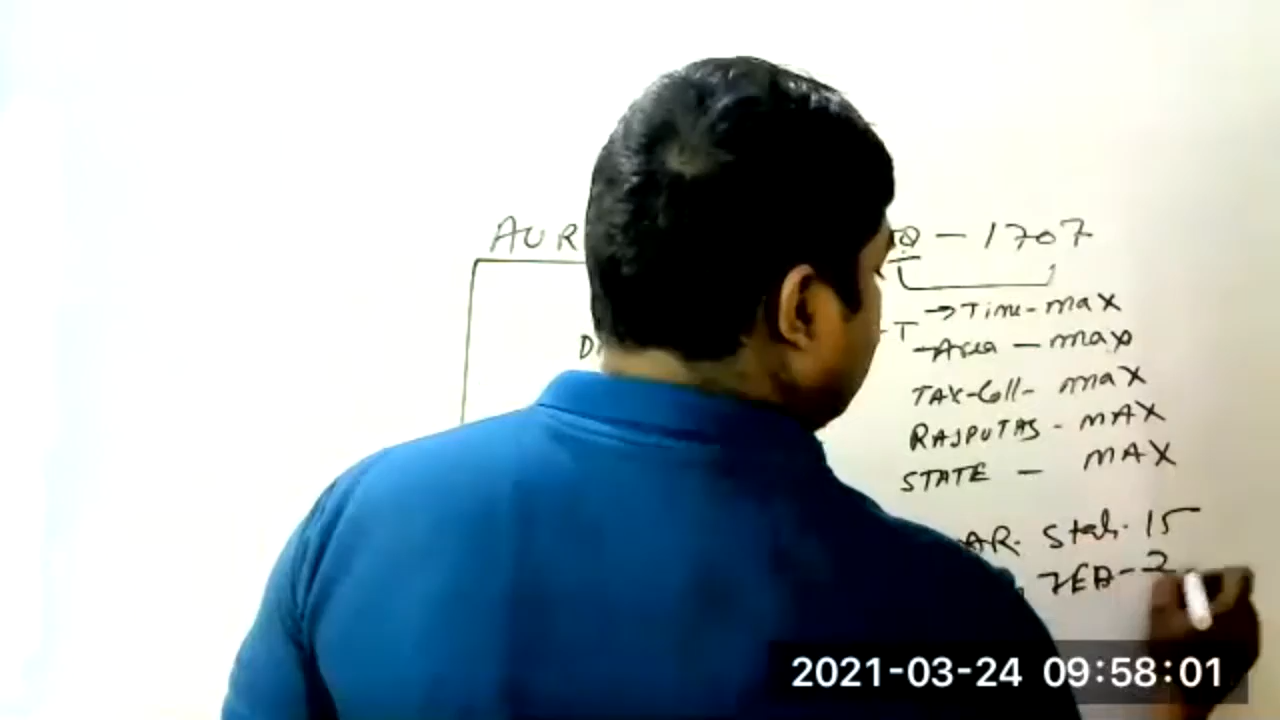 AUR
– 1707
T → Time - max
D
Area – max
TAX-Coll - max
RAJPUTAS - MAX
STATE – MAX
AR. Stab. 15
ZEB - 2
2021-03-24 09:58:01